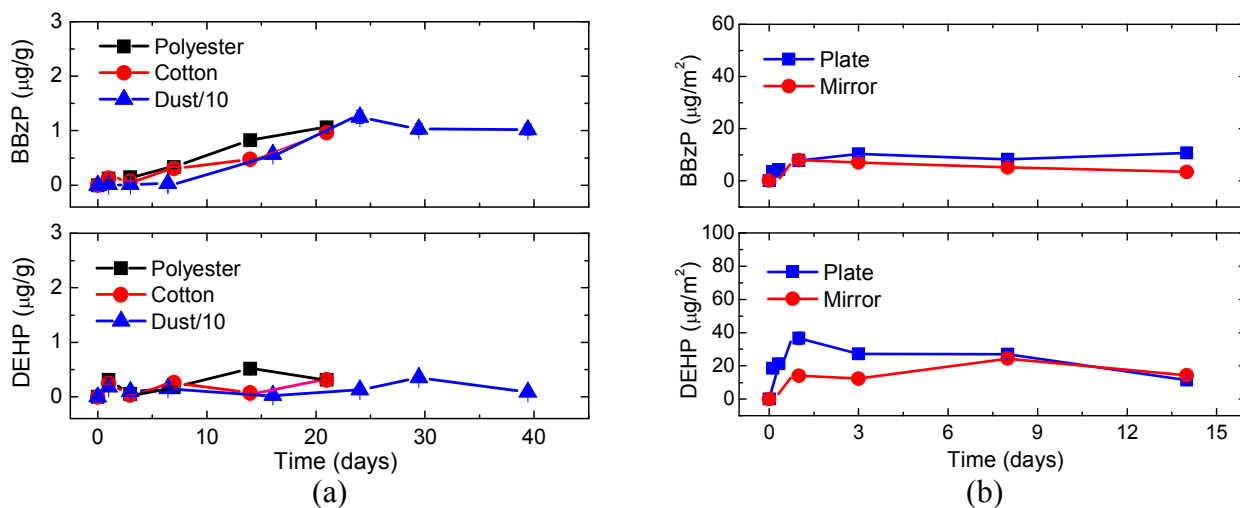 BBzP (μg/g)
3
2
1
0
Polyester
Cotton
Dust/10
DEHP (μg/g)
3
2
1
0
Polyester
Cotton
Dust/10
0 10 20 30 40
Time (days)
(a)
BBzP (μg/m²)
60
40
20
0
Plate
Mirror
DEHP (μg/m²)
100
80
60
40
20
0
Plate
Mirror
0 3 6 9 12 15
Time (days)
(b)